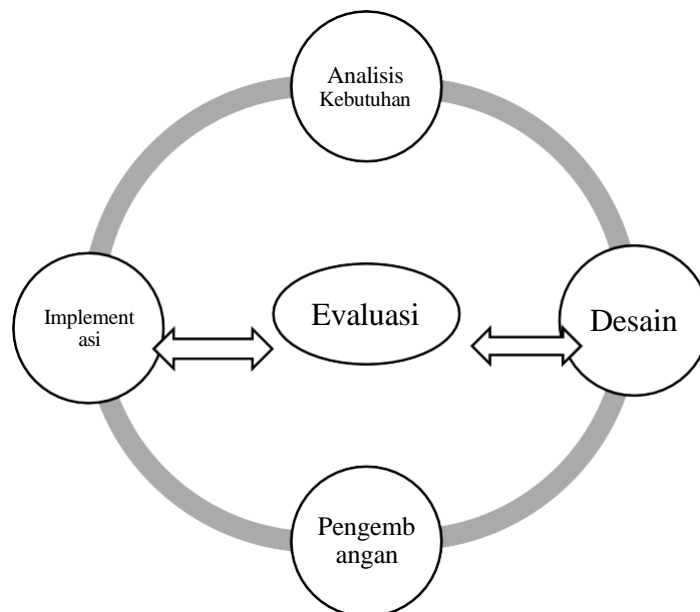 Analisis
Kebutuhan
Implement
asi
Evaluasi
Desain
Pengemb
angan